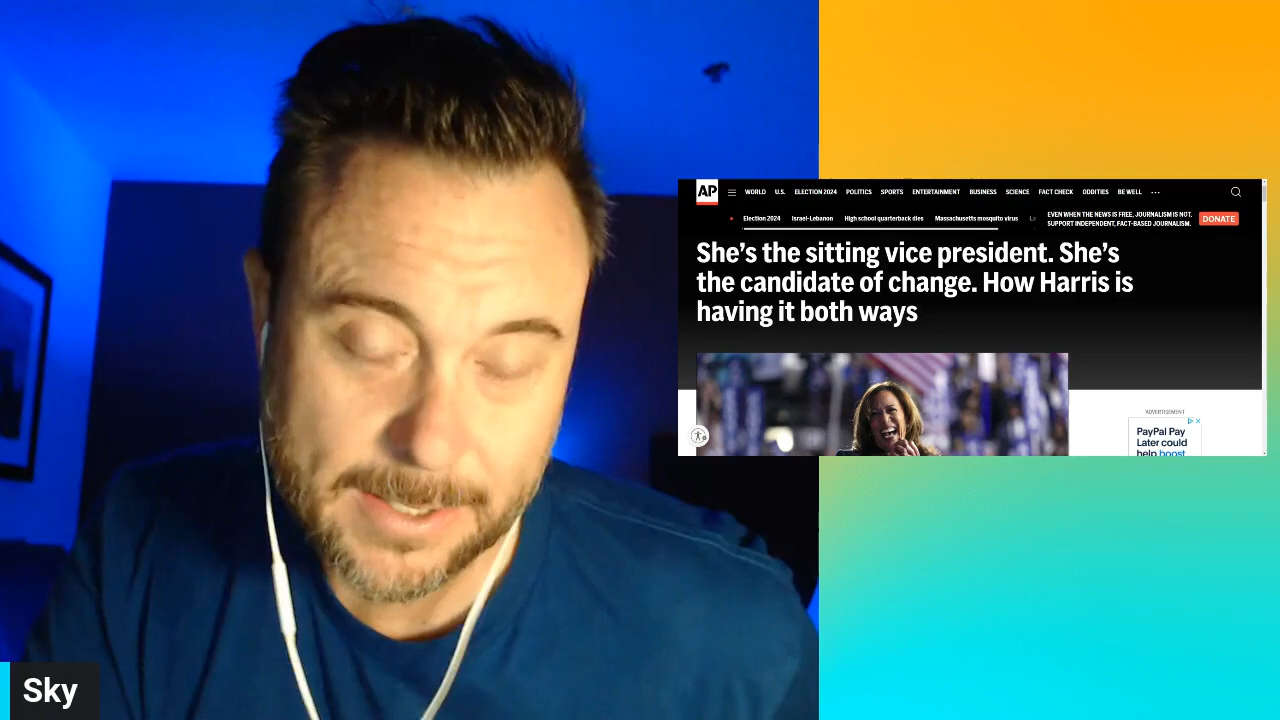 AP
WORLD U.S. ELECTION 2024 POLITICS SPORTS ENTERTAINMENT BUSINESS SCIENCE FACT CHECK ODDITIES BE WELL ...
Election 2024 Israel-Lebanon High school quarterback dies Massachusetts mosquito virus La
EVEN WHEN THE NEWS IS FREE, JOURNALISM IS NOT.
SUPPORT INDEPENDENT, FACT-BASED JOURNALISM.
DONATE
She's the sitting vice president. She's
the candidate of change. How Harris is
having it both ways
ADVERTISEMENT
PayPal Pay
Later could
help boost
Sky